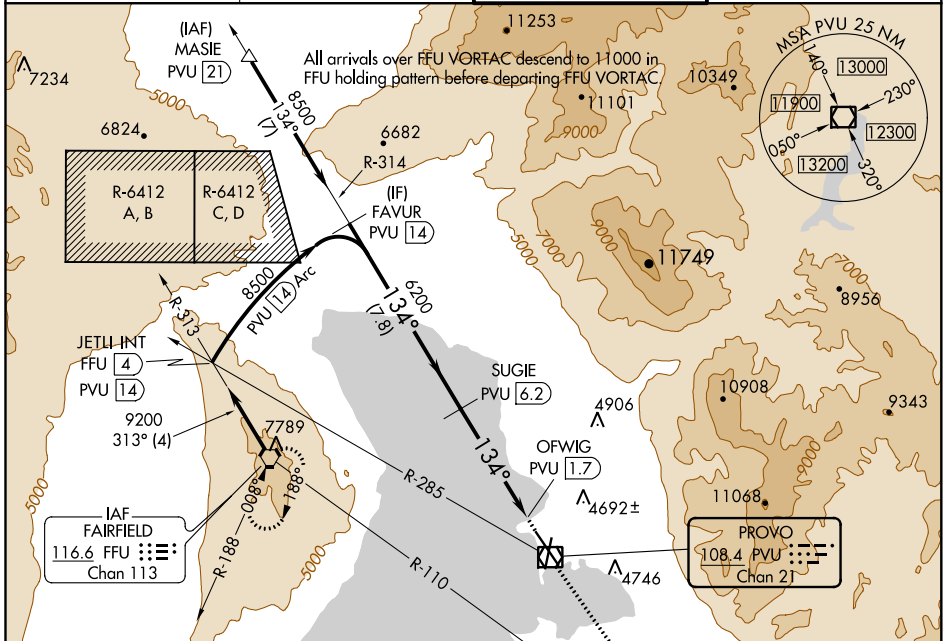 (IAF)
MASIE
PVU 21
All arrivals over FFU VORTAC descend to 11000 in
FFU holding pattern before departing FFU VORTAC.
11253
MSA PVU 25 NM
140°
13000
230°
11900
12300
050°
13200
320°
7234
5000
8500
134°
(7)
11101
10349
9000
6824
6682
R-314
R-6412
A, B
R-6412
C, D
(IF)
FAVUR
PVU 14
5000
7000
9000
11749
7000
8956
8500
PVU 14 Arc
6200
134°
(7.8)
R-313
JETLI INT
FFU 4
PVU 14
SUGIE
PVU 6.2
10908
9343
9200
313° (4)
7789
4906
134°
OFWIG
PVU 1.7
R-285
188°
008°
4692±
11068
5000
IAF
FAIRFIELD
116.6 FFU
Chan 113
R-188
5000
R-110
4746
PROVO
108.4 PVU
Chan 21